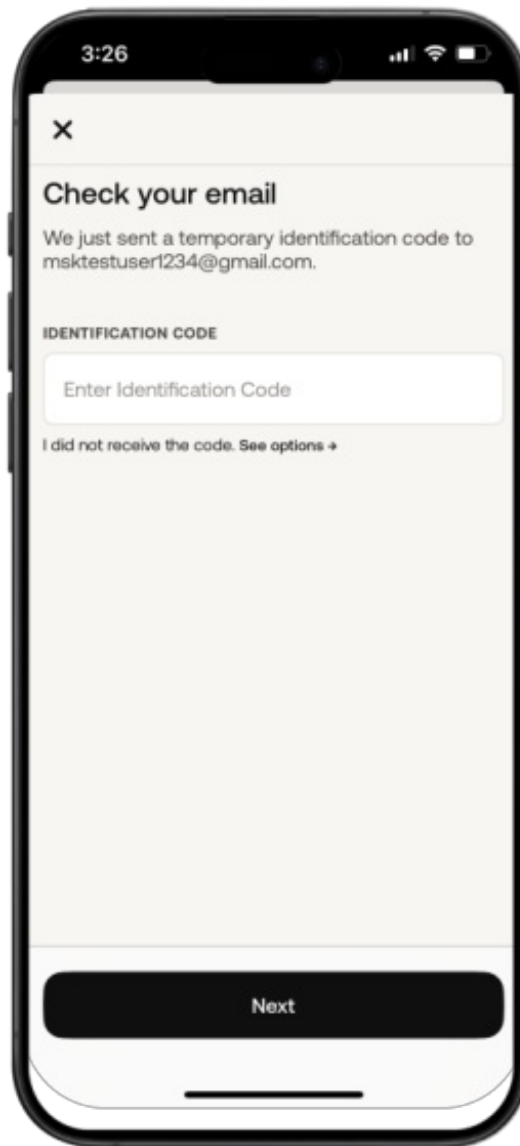 3:26
Check your email
We just sent a temporary identification code to
msktestuser1234@gmail.com.
IDENTIFICATION CODE
Enter Identification Code
I did not receive the code. See options →
Next